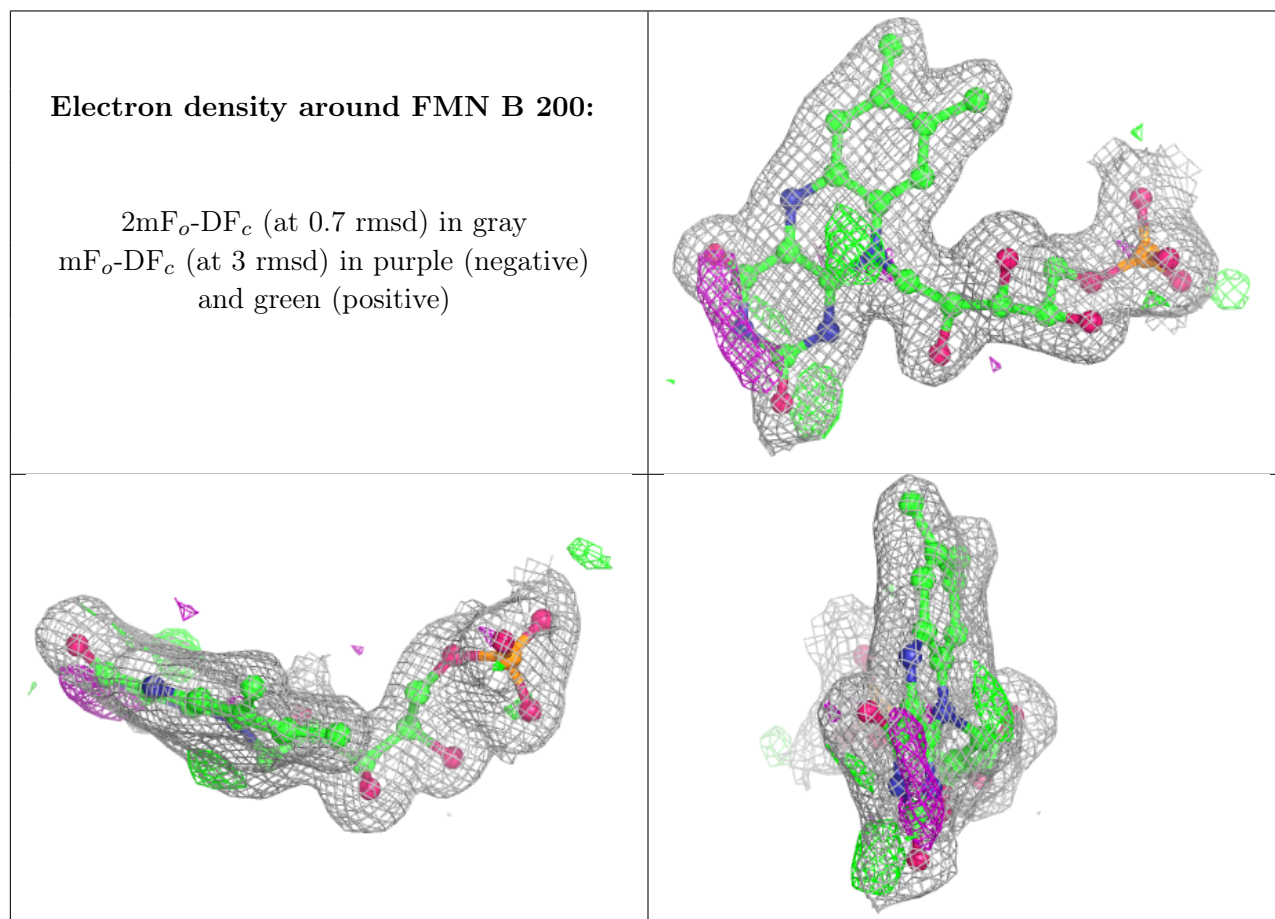 Electron density around FMN B 200:
2mFo-DFc (at 0.7 rmsd) in gray
mFo-DFc (at 3 rmsd) in purple (negative)
and green (positive)